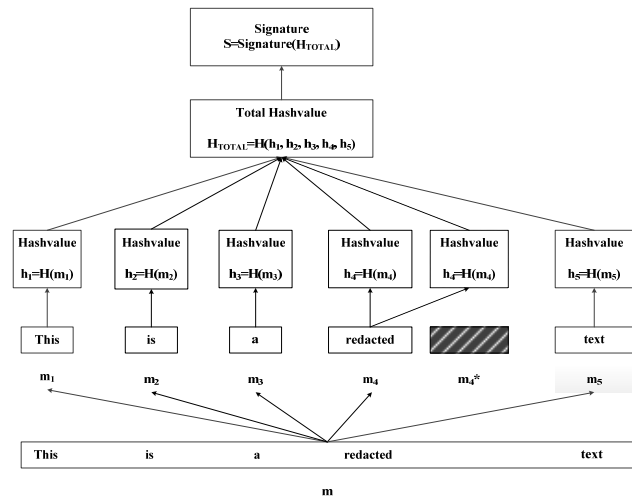 Signature
S=Signature(H_TOTAL)
Total Hashvalue
H_TOTAL=H(h₁, h₂, h₃, h₄, h₅)
Hashvalue Hashvalue Hashvalue Hashvalue Hashvalue Hashvalue
h₁=H(m₁) h₂=H(m₂) h₃=H(m₃) h₄=H(m₄) h₄=H(m₄) h₅=H(m₅)
This is a redacted text
m₁ m₂ m₃ m₄ m₄* m₅
This is a redacted text
m